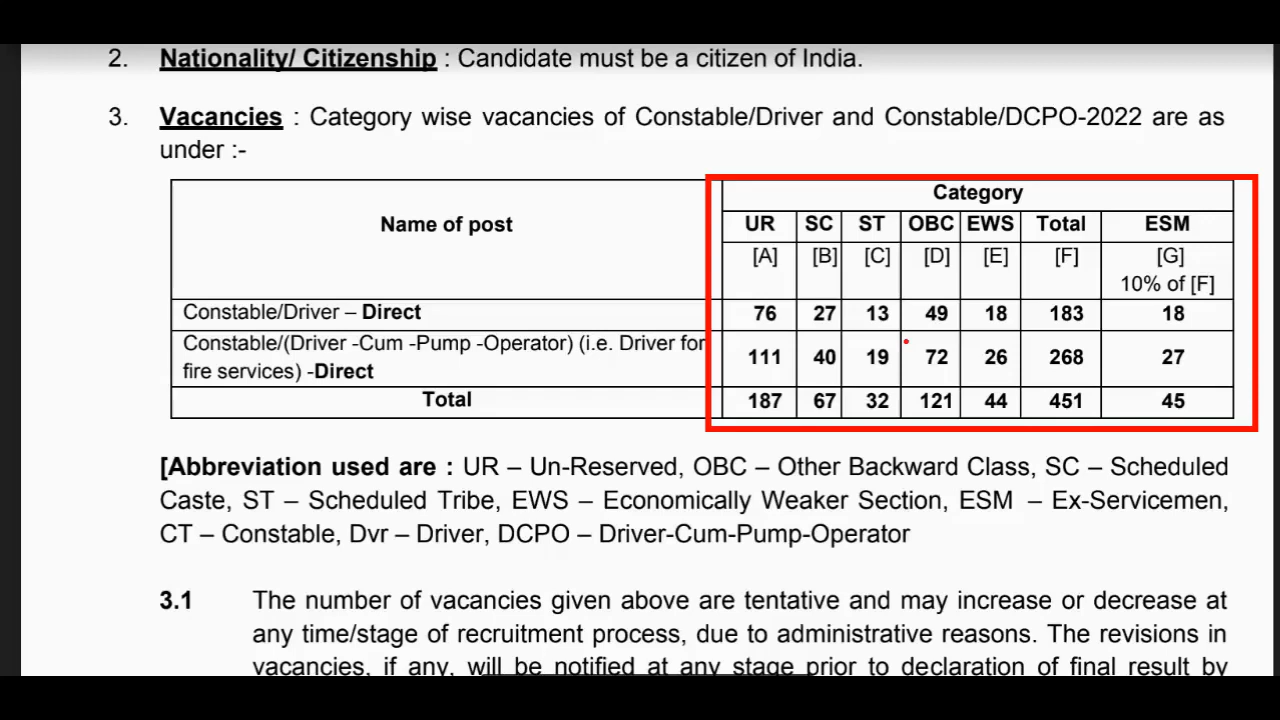 2. Nationality/ Citizenship : Candidate must be a citizen of India.
3. Vacancies : Category wise vacancies of Constable/Driver and Constable/DCPO-2022 are as
under :-
Name of post
Category
UR SC ST OBC EWS Total ESM
[A] [B] [C] [D] [E] [F] [G]
10% of [F]
Constable/Driver – Direct 76 27 13 49 18 183 18
Constable/(Driver -Cum -Pump -Operator) (i.e. Driver for
fire services) -Direct 111 40 19 72 26 268 27
Total 187 67 32 121 44 451 45
[Abbreviation used are : UR – Un-Reserved, OBC – Other Backward Class, SC – Scheduled
Caste, ST – Scheduled Tribe, EWS – Economically Weaker Section, ESM – Ex-Servicemen,
CT – Constable, Dvr – Driver, DCPO – Driver-Cum-Pump-Operator
3.1 The number of vacancies given above are tentative and may increase or decrease at
any time/stage of recruitment process, due to administrative reasons. The revisions in
vacancies, if any, will be notified at any stage prior to declaration of final result by